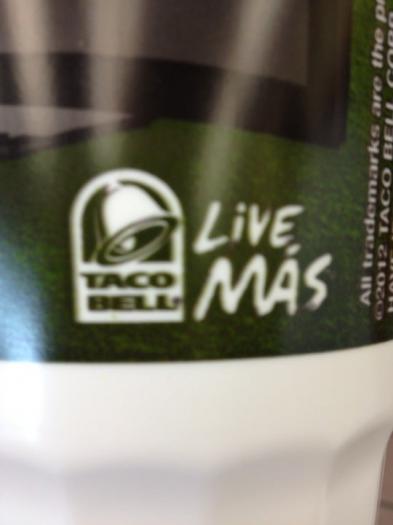 LiVE
MÁS
TACO
BELL
All trademarks are the
©2012 TACO BELL CORP